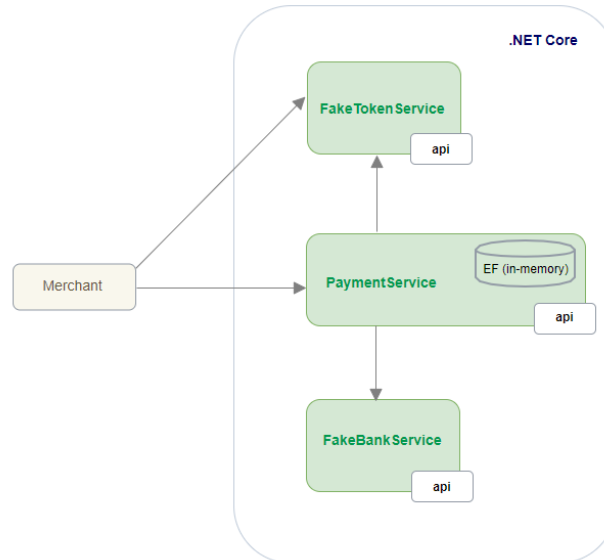 .NET Core
FakeTokenService
api
EF (in-memory)
Merchant
PaymentService
api
FakeBankService
api